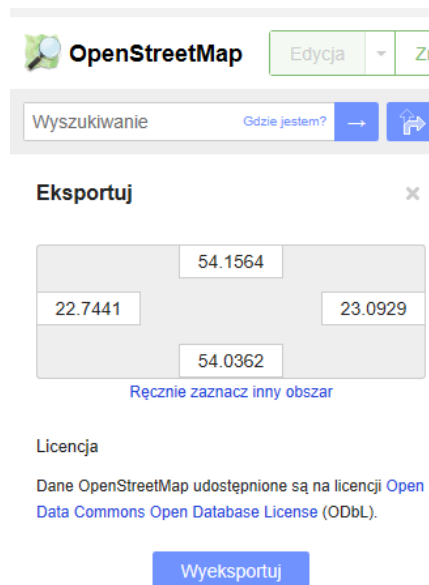 OpenStreetMap Edycja
Wyszukiwanie Gdzie jestem? →
Eksportuj ×
54.1564
22.7441 23.0929
54.0362
Ręcznie zaznacz inny obszar
Licencja
Dane OpenStreetMap udostępnione są na licencji Open
Data Commons Open Database License (ODbL).
Wyeksportuj